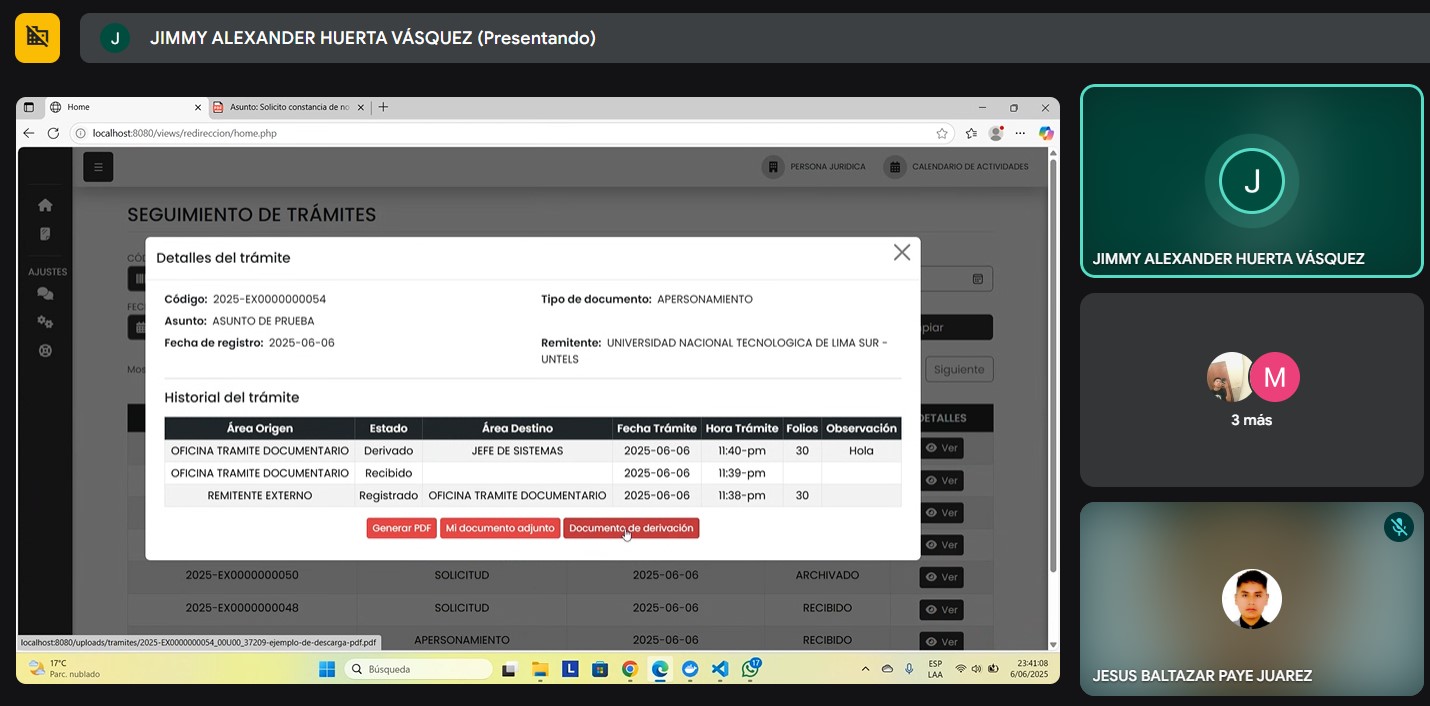 J JIMMY ALEXANDER HUERTA VÁSQUEZ (Presentando)
Home
Asunto: Solicito constancia de no
localhost:8080/views/redireccion/home.php
PERSONA JURIDICA
CALENDARIO DE ACTIVIDADES
SEGUIMIENTO DE TRÁMITES
AJUSTES
Detalles del trámite
Código: 2025-EX0000000054
Tipo de documento: APERSONAMIENTO
Asunto: ASUNTO DE PRUEBA
Fecha de registro: 2025-06-06
Remitente: UNIVERSIDAD NACIONAL TECNOLOGICA DE LIMA SUR -
UNTELS
CÓD
FEC
Mos
piar
Siguiente
Historial del trámite
Área Origen Estado Área Destino Fecha Trámite Hora Trámite Folios Observación
OFICINA TRAMITE DOCUMENTARIO Derivado JEFE DE SISTEMAS 2025-06-06 11:40-pm 30 Hola
OFICINA TRAMITE DOCUMENTARIO Recibido 2025-06-06 11:39-pm
REMITENTE EXTERNO Registrado OFICINA TRAMITE DOCUMENTARIO 2025-06-06 11:38-pm 30
Generar PDF Mi documento adjunto Documento de derivación
DETALLES
Ver
Ver
Ver
Ver
2025-EX0000000050 SOLICITUD 2025-06-06 ARCHIVADO Ver
2025-EX0000000048 SOLICITUD 2025-06-06 RECIBIDO Ver
APERSONAMIENTO 2025-06-06 RECIBIDO Ver
localhost:8080/uploads/tramites/2025-EX0000000054_00U00_37209-ejemplo-de-descarga-pdf.pdf
17°C
Parc. nublado
Búsqueda
L
17
ESP
LAA
23:41:08
6/06/2025
J
JIMMY ALEXANDER HUERTA VÁSQUEZ
M
3 más
JESUS BALTAZAR PAYE JUAREZ